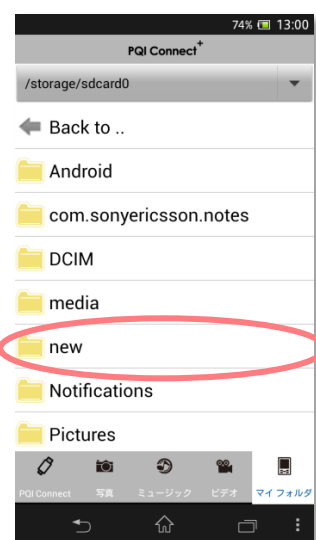 74% 13:00
PQI Connect+
/storage/sdcard0
Back to ..
Android
com.sonyericsson.notes
DCIM
media
new
Notifications
Pictures
PQI Connect 写真 ミュージック ビデオ マイフォルダ